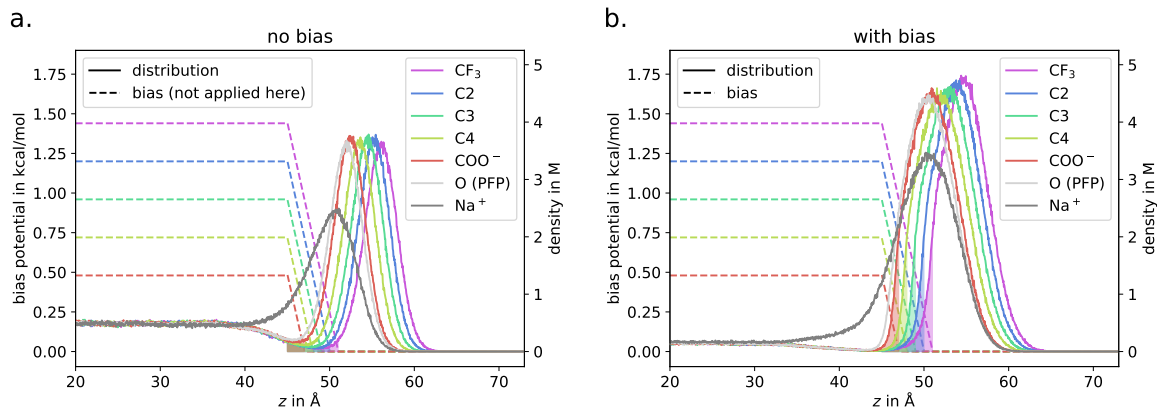 a.
no bias
distribution
bias (not applied here)
CF₃
C2
C3
C4
COO⁻
O (PFP)
Na⁺
bias potential in kcal/mol
1.75
1.50
1.25
1.00
0.75
0.50
0.25
0.00
20
30
40
50
60
70
z in Å
5
4
3
2
1
0
density in M
b.
with bias
distribution
bias
CF₃
C2
C3
C4
COO⁻
O (PFP)
Na⁺
bias potential in kcal/mol
1.75
1.50
1.25
1.00
0.75
0.50
0.25
0.00
20
30
40
50
60
70
z in Å
5
4
3
2
1
0
density in M